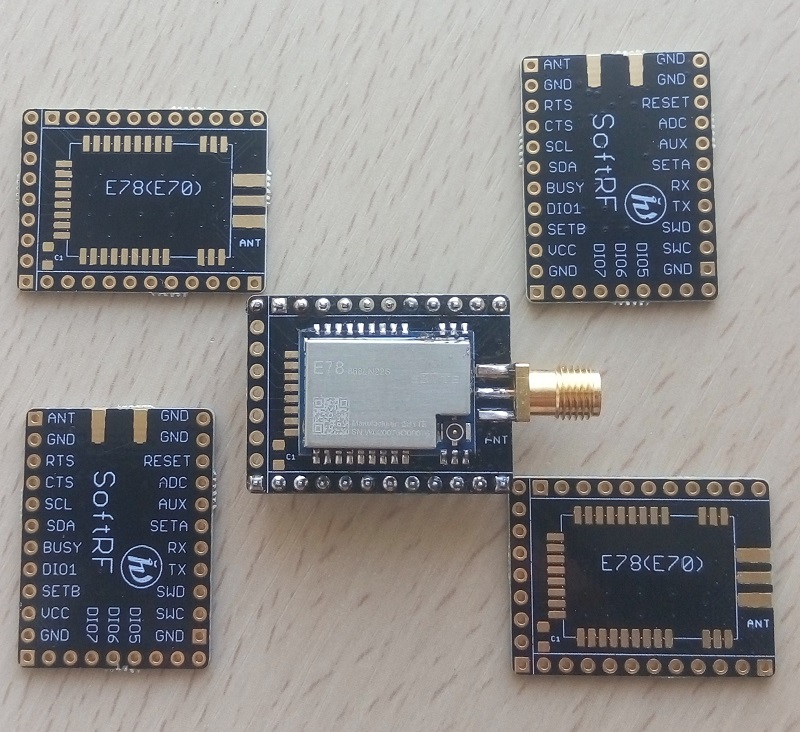 E78(E70)
ANT
C1
ANT
GND
RTS
CTS
SCL
SDA
BUSY
DIO1
SETB
VCC
GND
SoftRF
DIO7
DIO6
DIO5
GND
GND
RESET
ADC
AUX
SETA
RX
TX
SWD
SWC
GND
E78
ANT
C1
ANT
GND
RTS
CTS
SCL
SDA
BUSY
DIO1
SETB
VCC
GND
SoftRF
DIO7
DIO6
DIO5
GND
GND
RESET
ADC
AUX
SETA
RX
TX
SWD
SWC
GND
E78(E70)
ANT
C1